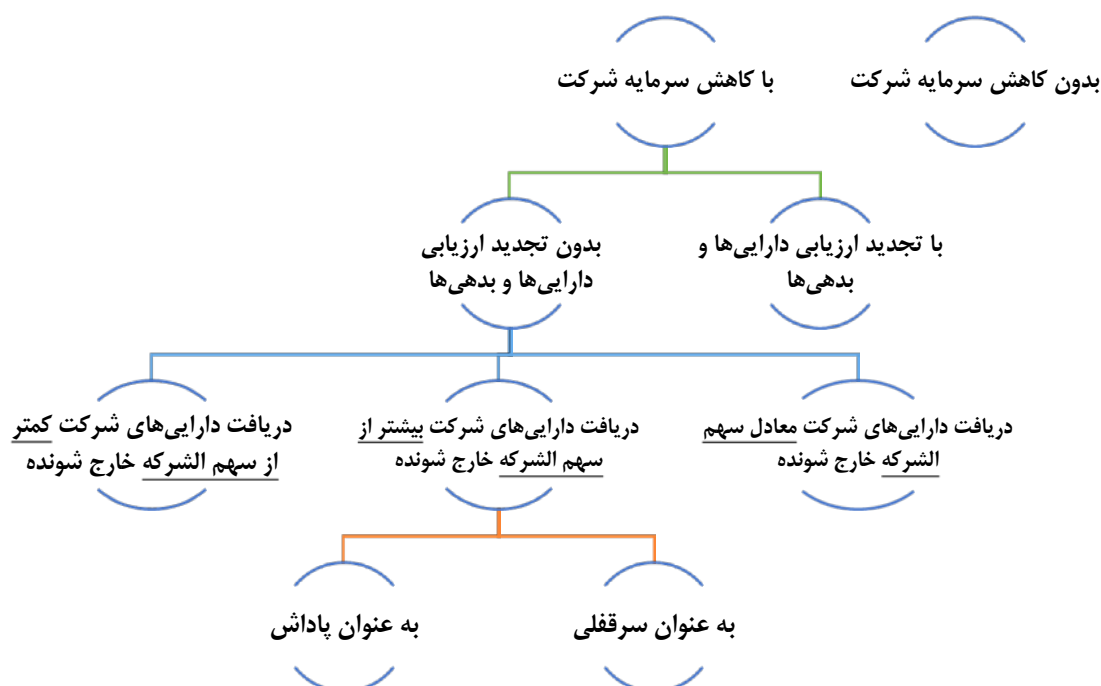 بدون کاهش سرمایه شرکت
با کاهش سرمایه شرکت
با تجدید ارزیابی دارایی‌ها و
بدهی‌ها
بدون تجدید ارزیابی
دارایی‌ها و بدهی‌ها
دریافت دارایی‌های شرکت معادل سهم
الشرکه خارج شونده
دریافت دارایی‌های شرکت بیشتر از
سهم الشرکه خارج شونده
دریافت دارایی‌های شرکت کمتر
از سهم الشرکه خارج شونده
به عنوان سرقفلی
به عنوان پاداش